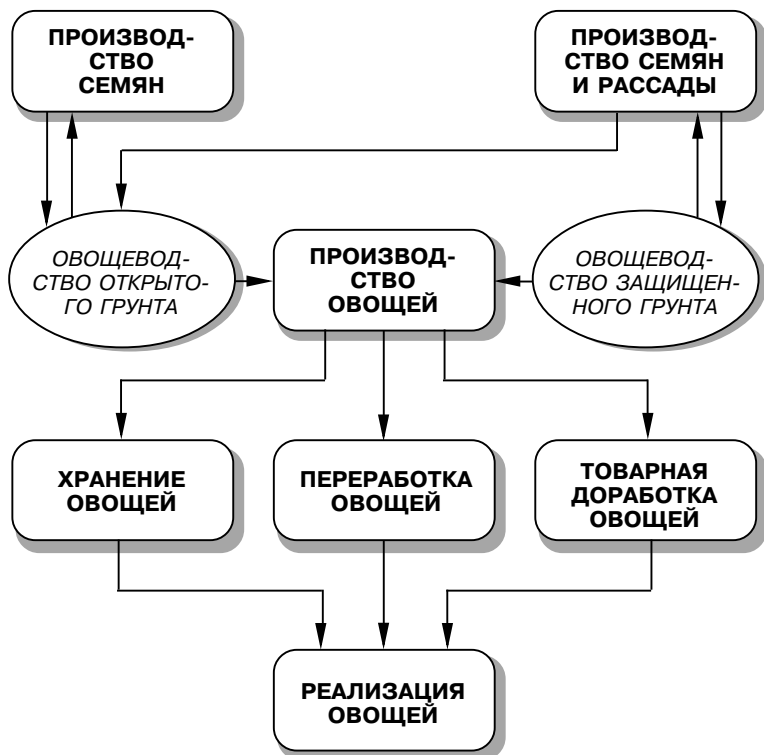 ПРОИЗВОД-
СТВО
СЕМЯН
ПРОИЗВОД-
СТВО СЕМЯН
И РАССАДЫ
ОВОЩЕВОД-
СТВО ОТКРЫТО-
ГО ГРУНТА
ПРОИЗВОД-
СТВО
ОВОЩЕЙ
ОВОЩЕВОД-
СТВО ЗАЩИЩЕН-
НОГО ГРУНТА
ХРАНЕНИЕ
ОВОЩЕЙ
ПЕРЕРАБОТКА
ОВОЩЕЙ
ТОВАРНАЯ
ДОРАБОТКА
ОВОЩЕЙ
РЕАЛИЗАЦИЯ
ОВОЩЕЙ